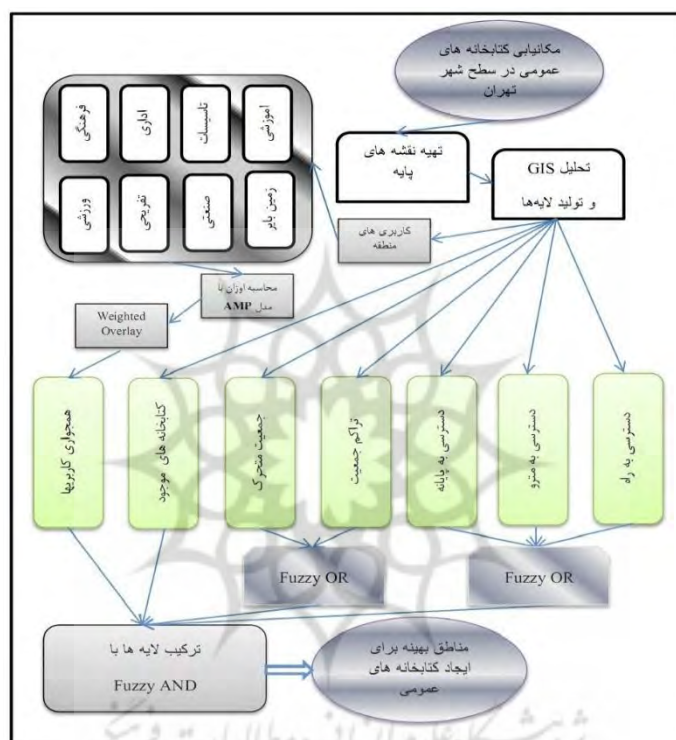 مکانیابی کتابخانه های
عمومی در سطح شهر
تهران
تهیه نقشه های
پایه
تحلیل GIS
و تولید لایه‌ها
کاربری های
منطقه
اموزشی
تاسیسات
اداری
فرهنگی
زمین بایر
صنعتی
تفریحی
ورزشی
محاسبه اوزان با
مدل AMP
Weighted
Overlay
دسترسی به راه
دسترسی به مترو
دسترسی به پایانه
تراکم جمعیت
جمعیت متحرک
کتابخانه های موجود
همجواری کاربریها
Fuzzy OR
Fuzzy OR
ترکیب لایه ها با
Fuzzy AND
مناطق بهینه برای
ایجاد کتابخانه های
عمومی